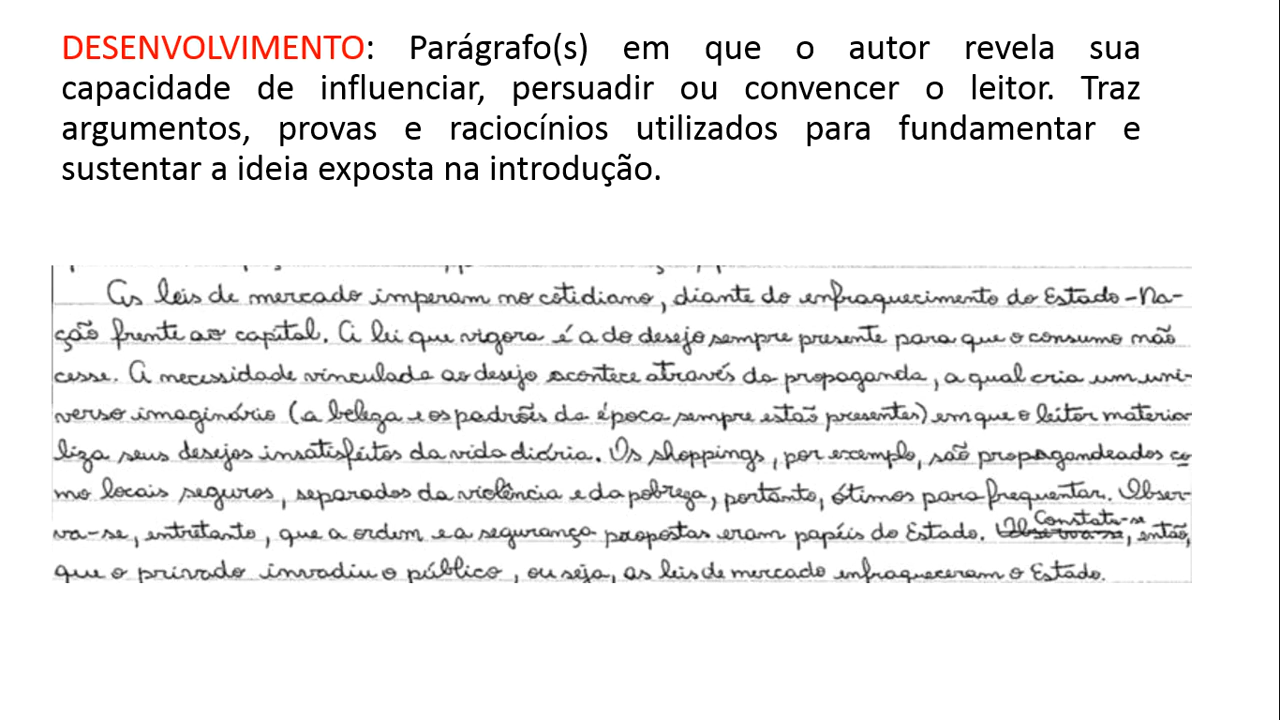 DESENVOLVIMENTO: Parágrafo(s) em que o autor revela sua
capacidade de influenciar, persuadir ou convencer o leitor. Traz
argumentos, provas e raciocínios utilizados para fundamentar e
sustentar a ideia exposta na introdução.
As leis de mercado imperam no cotidiano, diante do enfraquecimento do Estado-Na-
ção frente ao capital. A lei que vigora é a do desejo sempre presente para que o consumo não
cesse. A necessidade vinculada ao desejo acontece através da propaganda, a qual cria um uni-
verso imaginário (a beleza e os padrões da época sempre estão presentes) em que o leitor materia
liza seus desejos insatisfeitos da vida diária. Os shoppings, por exemplo, são propagandeados co
mo locais seguros, separados da violência e da pobreza, portanto, ótimos para frequentar. Obser-
va-se, entretanto, que a ordem e a segurança propostas eram papéis do Estado. Observa-se Constata-se, então,
que o privado invadiu o público, ou seja, as leis de mercado enfraqueceram o Estado.